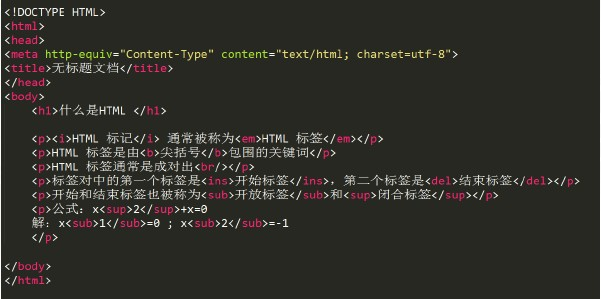 <!DOCTYPE HTML>
<html>
<head>
<meta http-equiv="Content-Type" content="text/html; charset=utf-8">
<title>无标题文档</title>
</head>
<body>
<h1>什么是HTML </h1>
<p><i>HTML 标记</i> 通常被称为<em>HTML 标签</em></p>
<p>HTML 标签是由<b>尖括号</b>包围的关键词</p>
<p>HTML 标签通常是成对出<br/></p>
<p>标签对中的第一个标签是<ins>开始标签</ins>，第二个标签是<del>结束标签</del></p>
<p>开始和结束标签也被称为<sub>开放标签</sub>和<sup>闭合标签</sup></p>
<p>公式：x<sup>2</sup>+x=0
解：x<sub>1</sub>=0 ; x<sub>2</sub>=-1
</p>
</body>
</html>